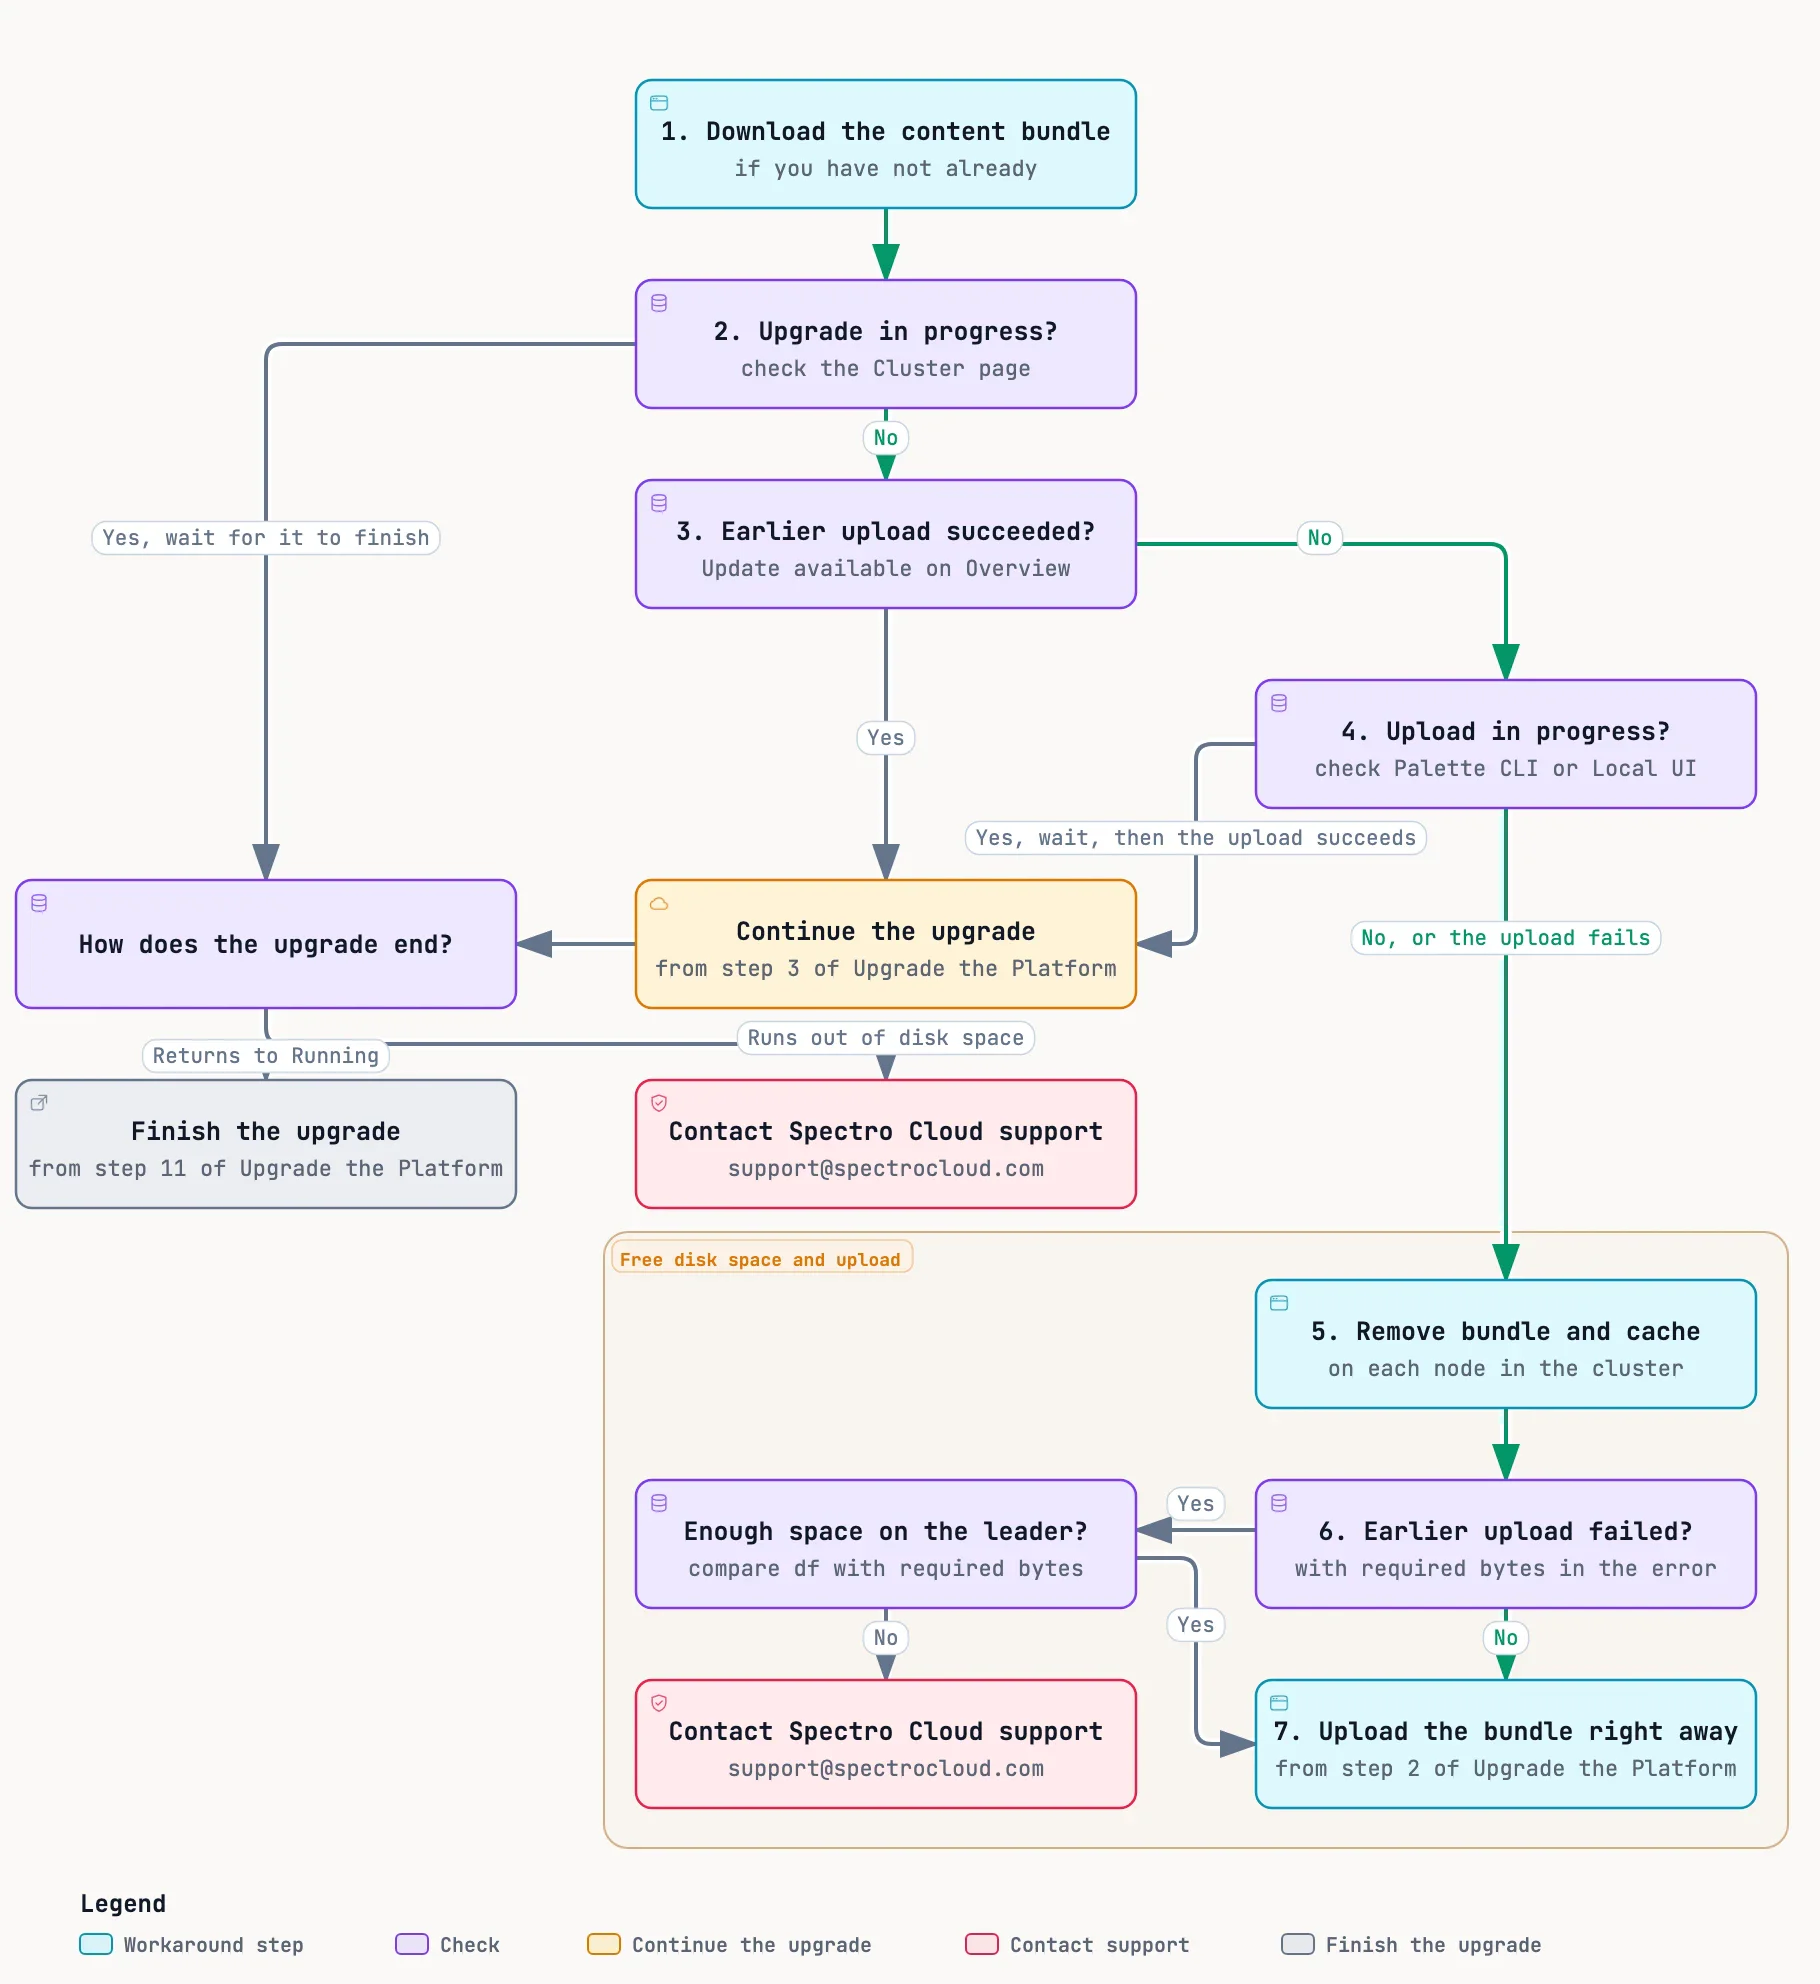 1. Download the content bundle
if you have not already
2. Upgrade in progress?
check the Cluster page
No
3. Earlier upload succeeded?
Update available on Overview
No
Yes, wait for it to finish
Yes
4. Upload in progress?
check Palette CLI or Local UI
Yes, wait, then the upload succeeds
How does the upgrade end?
Continue the upgrade
from step 3 of Upgrade the Platform
No, or the upload fails
Returns to Running
Runs out of disk space
Finish the upgrade
from step 11 of Upgrade the Platform
Contact Spectro Cloud support
support@spectrocloud.com
Free disk space and upload
5. Remove bundle and cache
on each node in the cluster
Enough space on the leader?
compare df with required bytes
Yes
6. Earlier upload failed?
with required bytes in the error
No
Yes
No
Contact Spectro Cloud support
support@spectrocloud.com
7. Upload the bundle right away
from step 2 of Upgrade the Platform
Legend
Workaround step
Check
Continue the upgrade
Contact support
Finish the upgrade